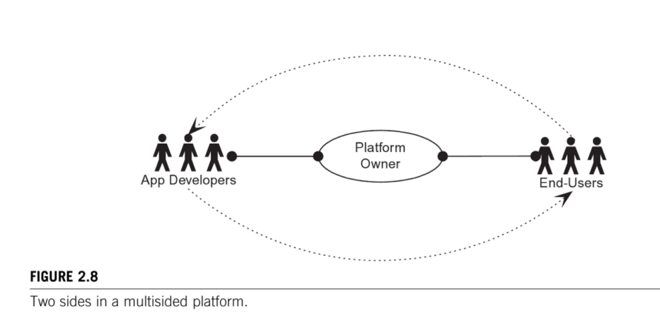 Platform
Owner
App Developers
End-Users
FIGURE 2.8
Two sides in a multisided platform.